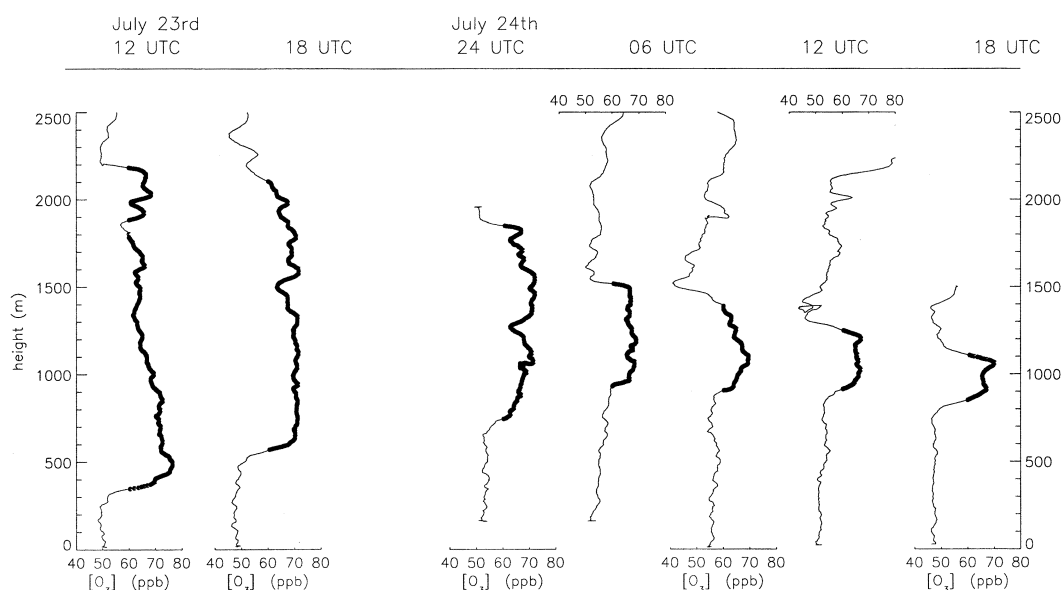 July 23rd July 24th
12 UTC 18 UTC 24 UTC 06 UTC 12 UTC 18 UTC
40 50 60 70 80 40 50 60 70 80
2500 2500
2000 2000
1500 1500
height (m)
1000 1000
500 500
0 0
40 60 80 40 60 80 40 60 80 40 60 80 40 60 80
50 70 50 70 50 70 50 70 50 70
[O₃] (ppb) [O₃] (ppb) [O₃] (ppb) [O₃] (ppb) [O₃] (ppb)